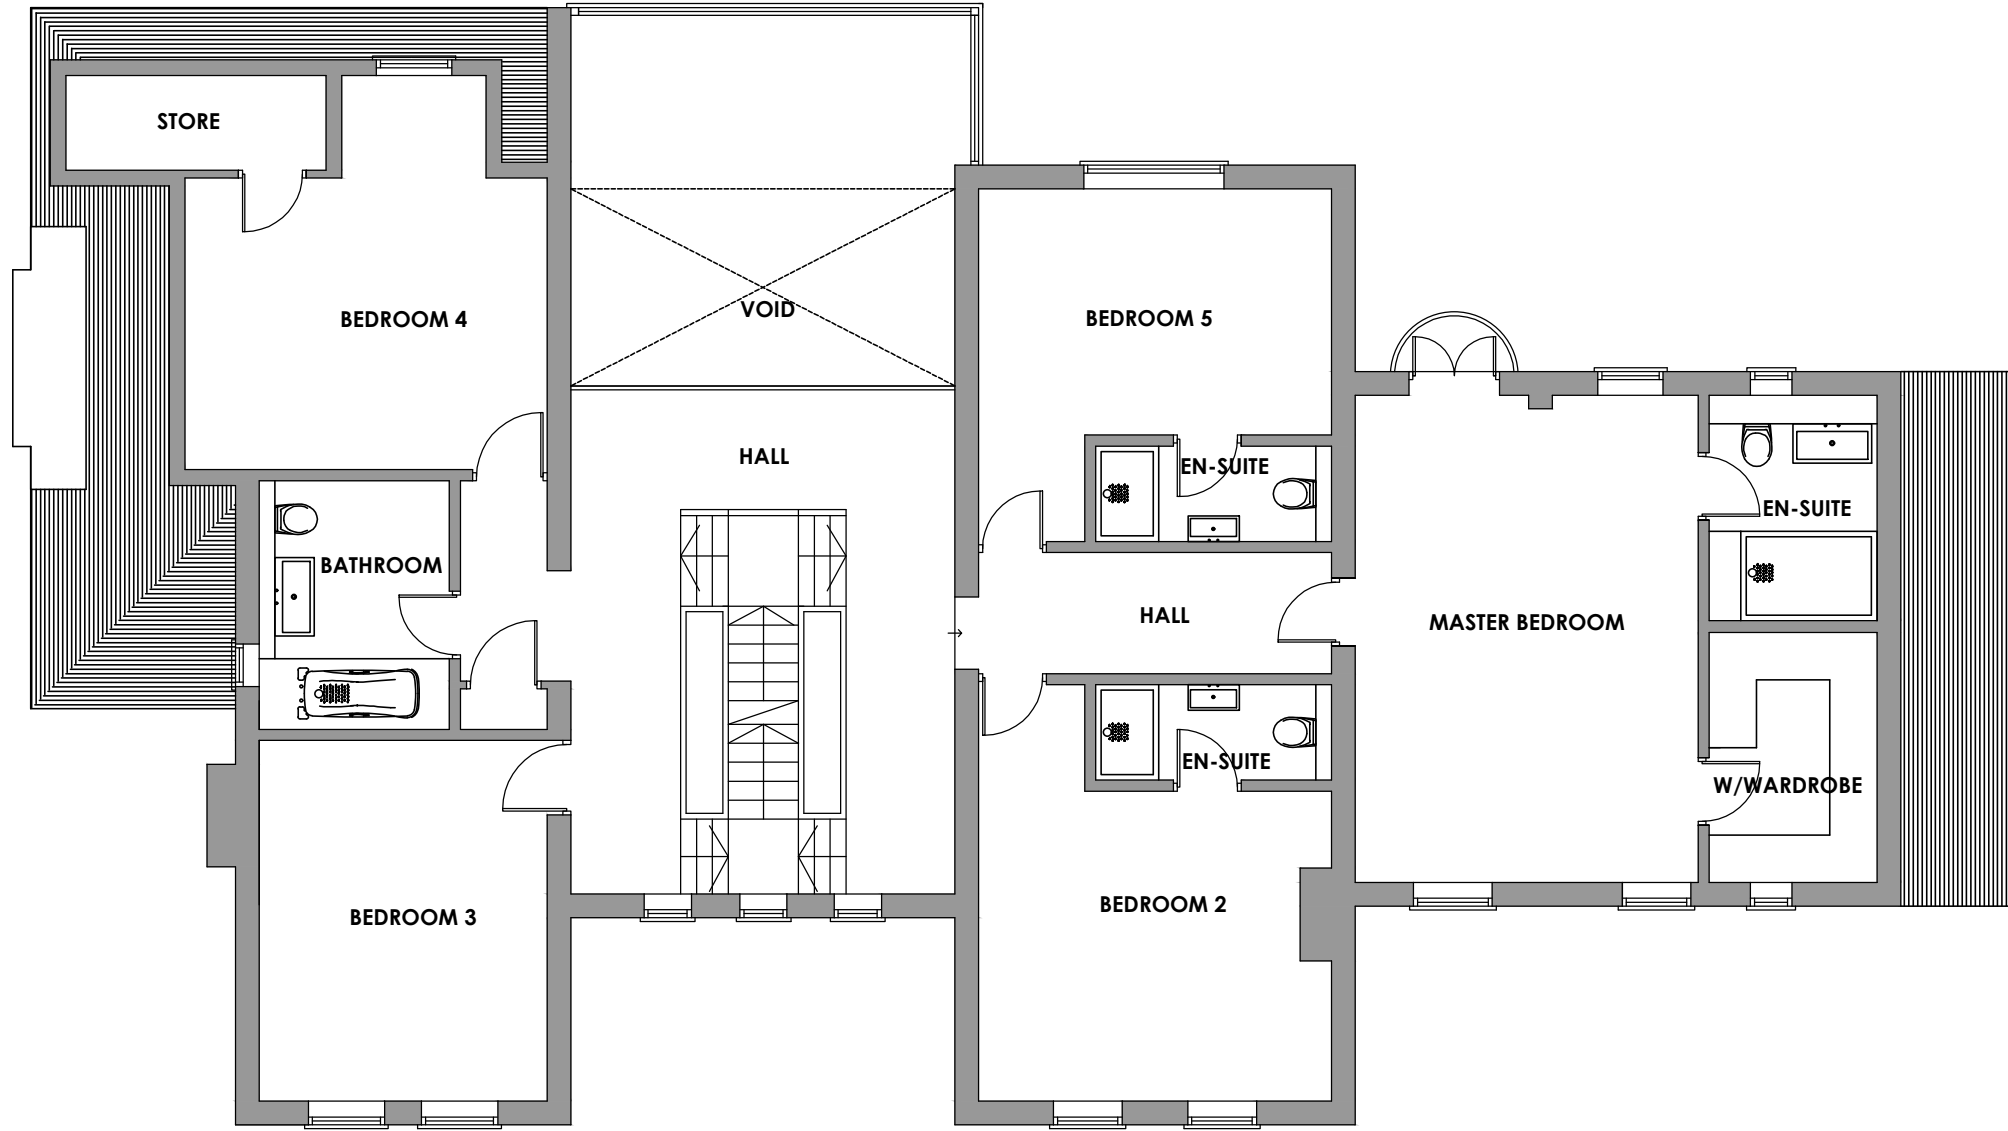 STORE
BEDROOM 4
VOID
BEDROOM 5
HALL
EN-SUITE
EN-SUITE
BATHROOM
HALL
MASTER BEDROOM
EN-SUITE
W/WARDROBE
BEDROOM 3
BEDROOM 2